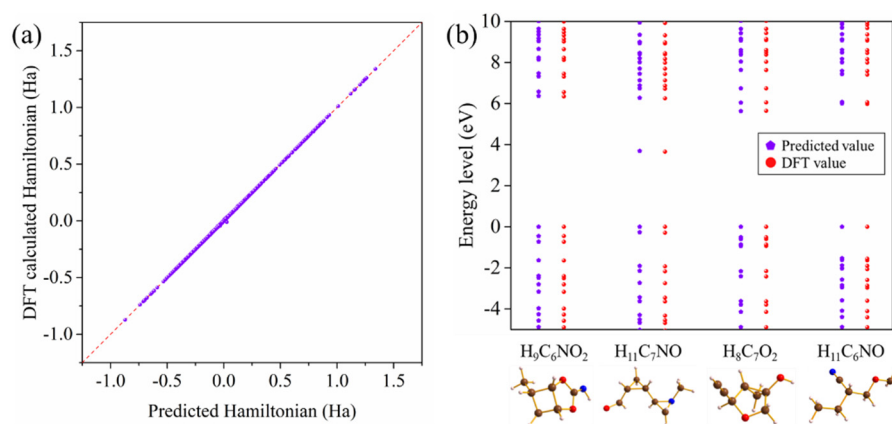 (a)
1.0
0.5
0.0
-0.5
-1.0
DFT calculated Hamiltonian (Ha)
-1.0 -0.5 0.0 0.5 1.0 1.5
Predicted Hamiltonian (Ha)
(b)
10
8
6
4
2
0
-2
-4
Energy level (eV)
Predicted value
DFT value
H₉C₆NO₂ H₁₁C₇NO H₈C₇O₂ H₁₁C₆NO